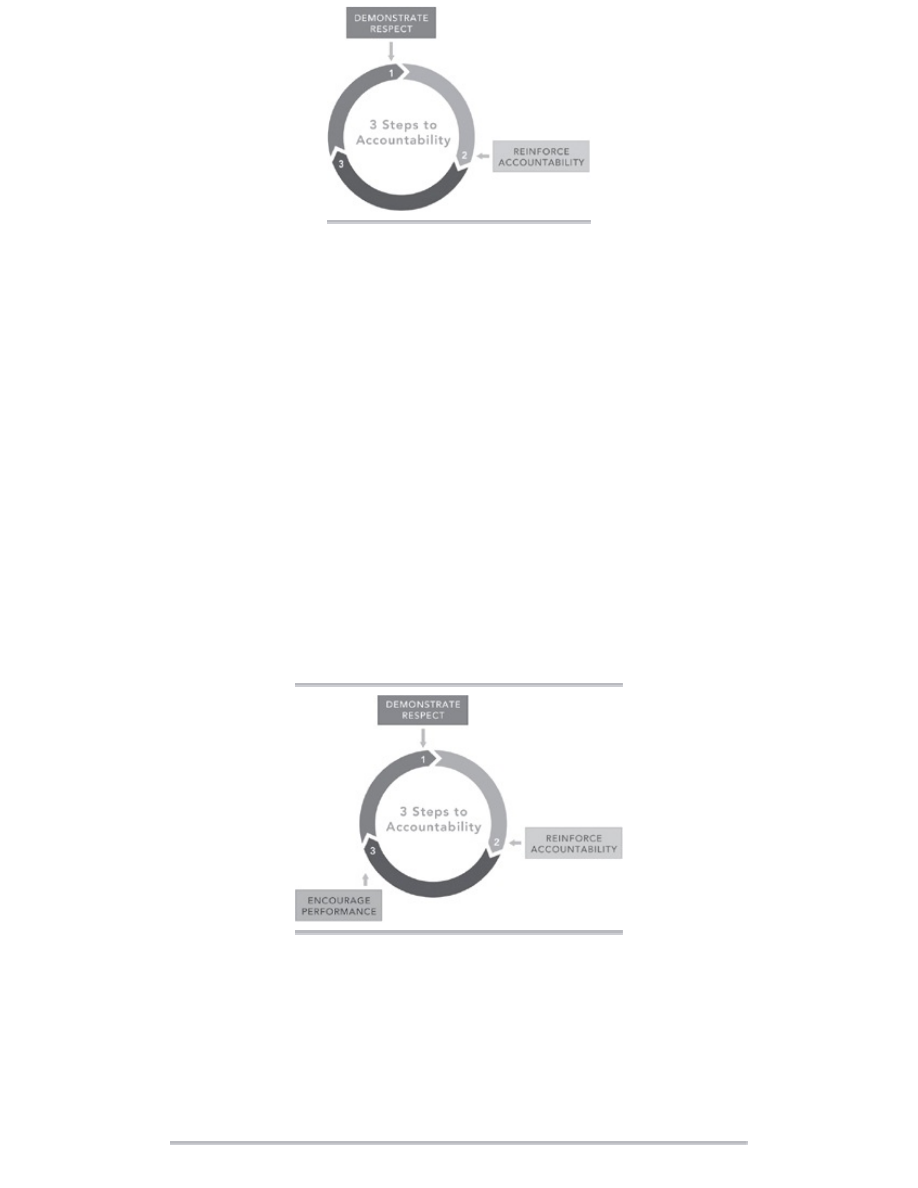 DEMONSTRATE
RESPECT
1
3 Steps to
Accountability
2
REINFORCE
ACCOUNTABILITY
3
DEMONSTRATE
RESPECT
1
3 Steps to
Accountability
2
REINFORCE
ACCOUNTABILITY
3
ENCOURAGE
PERFORMANCE